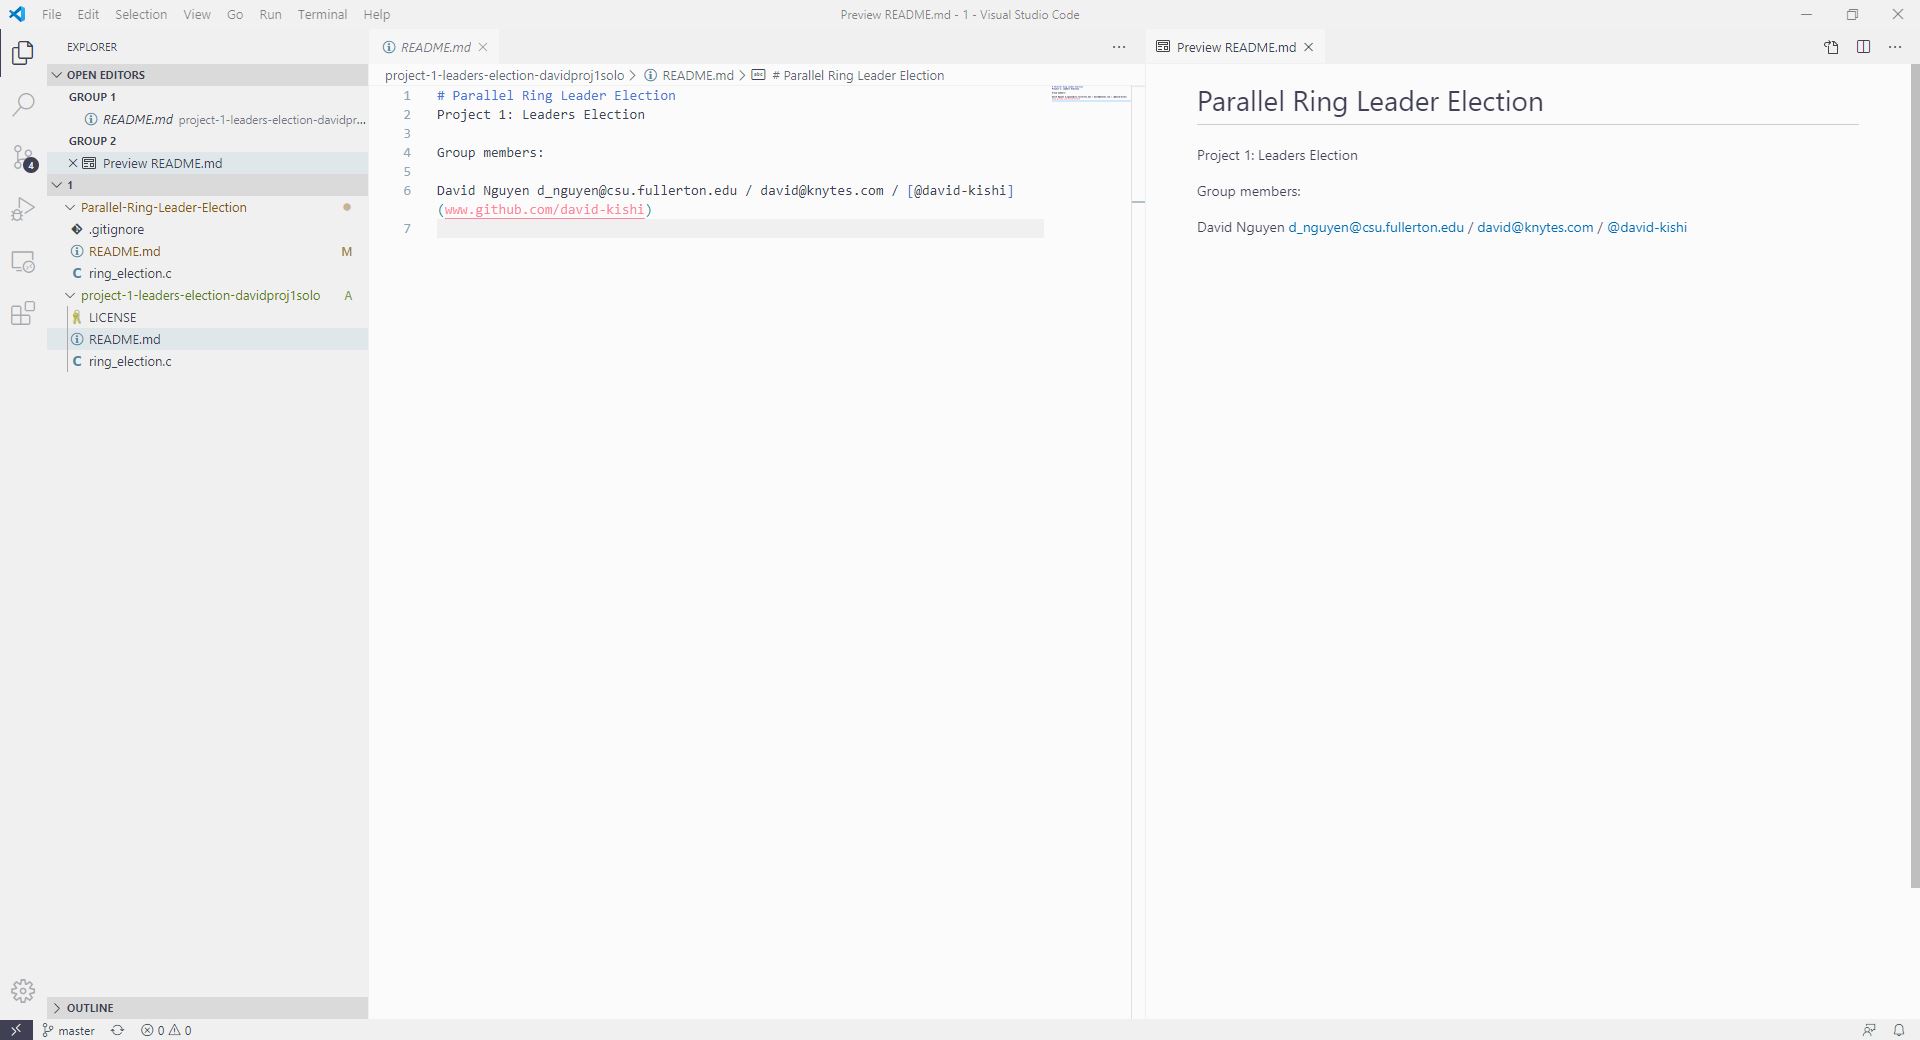 File Edit Selection View Go Run Terminal Help
Preview README.md - 1 - Visual Studio Code
EXPLORER
OPEN EDITORS
GROUP 1
README.md project-1-leaders-election-davidpr...
GROUP 2
Preview README.md
1
Parallel-Ring-Leader-Election
.gitignore
README.md M
C ring_election.c
project-1-leaders-election-davidproj1solo A
LICENSE
README.md
C ring_election.c
OUTLINE
4
README.md
project-1-leaders-election-davidproj1solo > README.md > # Parallel Ring Leader Election
1 # Parallel Ring Leader Election
2 Project 1: Leaders Election
3
4 Group members:
5
6 David Nguyen d_nguyen@csu.fullerton.edu / david@knytes.com / [@david-kishi]
(www.github.com/david-kishi)
7
Preview README.md
Parallel Ring Leader Election
Project 1: Leaders Election
Group members:
David Nguyen d_nguyen@csu.fullerton.edu / david@knytes.com / @david-kishi
master 0 0